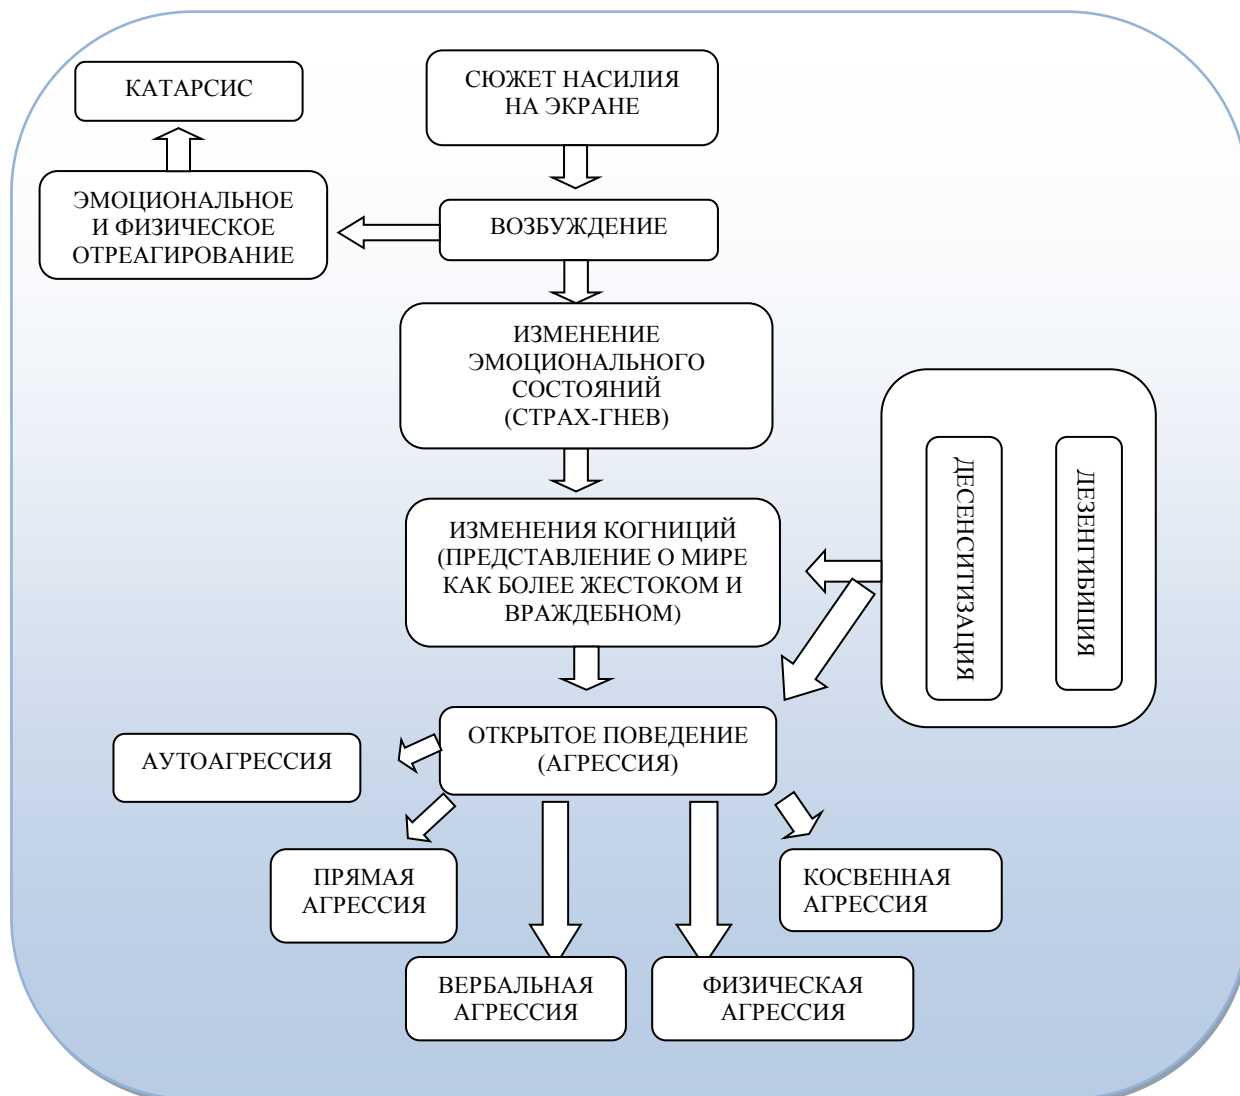 КАТАРСИС
СЮЖЕТ НАСИЛИЯ
НА ЭКРАНЕ
ЭМОЦИОНАЛЬНОЕ
И ФИЗИЧЕСКОЕ
ОТРЕАГИРОВАНИЕ
ВОЗБУЖДЕНИЕ
ИЗМЕНЕНИЕ
ЭМОЦИОНАЛЬНОГО
СОСТОЯНИЙ
(СТРАХ-ГНЕВ)
ИЗМЕНЕНИЯ КОГНИЦИЙ
(ПРЕДСТАВЛЕНИЕ О МИРЕ
КАК БОЛЕЕ ЖЕСТОКОМ И
ВРАЖДЕБНОМ)
ДЕСЕНСИТИЗАЦИЯ
ДЕЗЕНГИБИЦИЯ
ОТКРЫТОЕ ПОВЕДЕНИЕ
(АГРЕССИЯ)
АУТОАГРЕССИЯ
ПРЯМАЯ
АГРЕССИЯ
КОСВЕННАЯ
АГРЕССИЯ
ВЕРБАЛЬНАЯ
АГРЕССИЯ
ФИЗИЧЕСКАЯ
АГРЕССИЯ